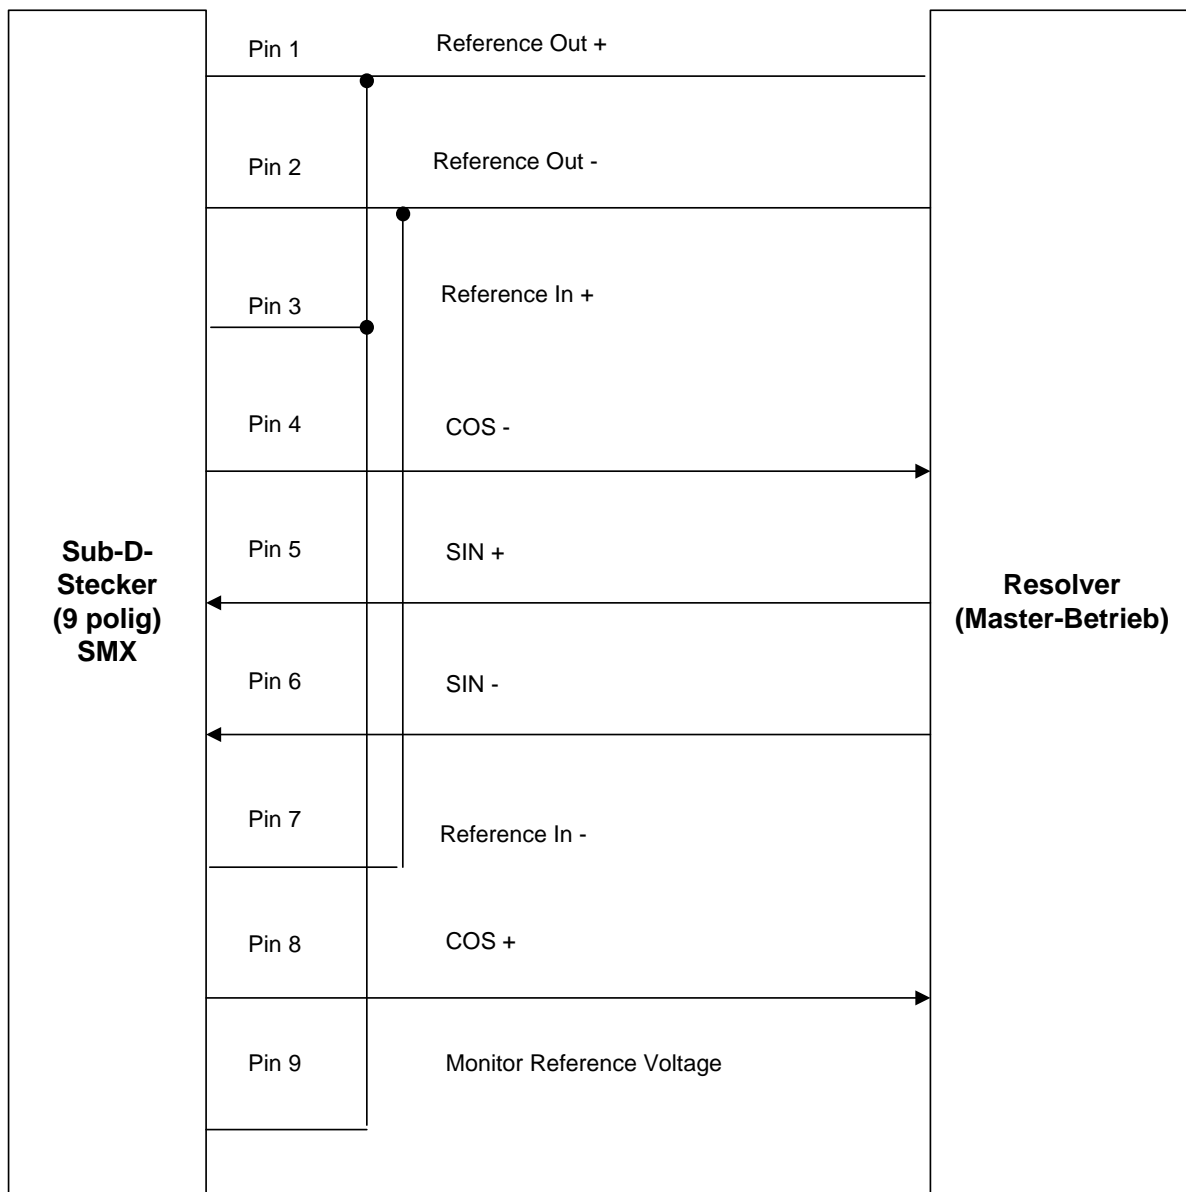 Pin 1
Reference Out +
Pin 2
Reference Out -
Pin 3
Reference In +
Pin 4
COS -
Pin 5
SIN +
Sub-D-
Stecker
(9 polig)
SMX
Resolver
(Master-Betrieb)
Pin 6
SIN -
Pin 7
Reference In -
Pin 8
COS +
Pin 9
Monitor Reference Voltage